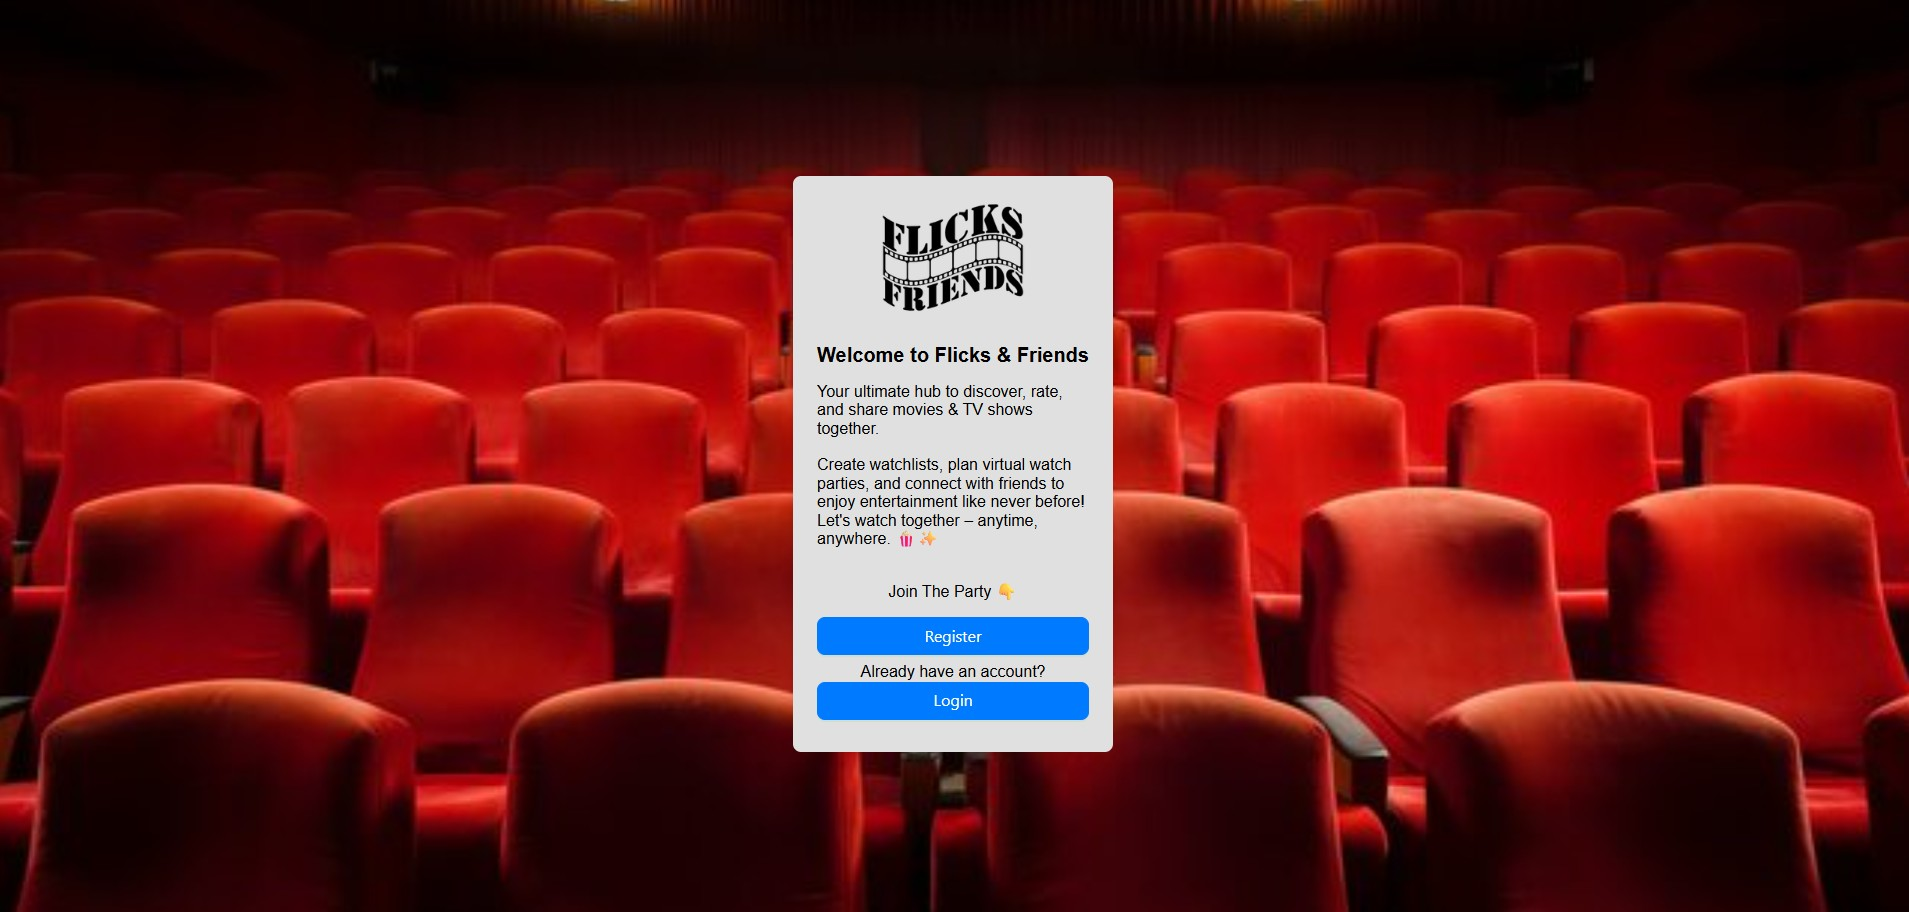 FLICKS
FRIENDS
Welcome to Flicks & Friends
Your ultimate hub to discover, rate,
and share movies & TV shows
together.
Create watchlists, plan virtual watch
parties, and connect with friends to
enjoy entertainment like never before!
Let's watch together – anytime,
anywhere. 🍿✨
Join The Party 👇
Register
Already have an account?
Login